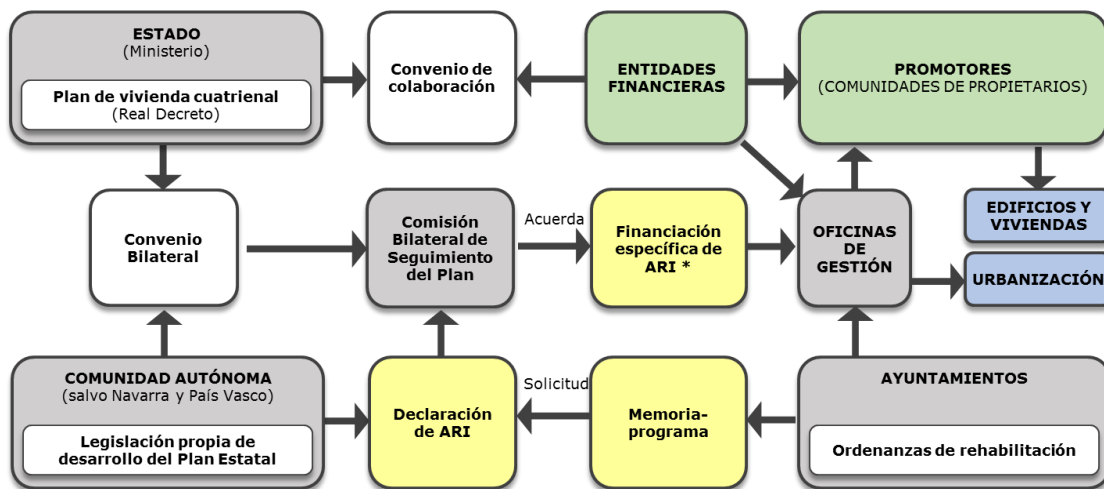 ESTADO
(Ministerio)
Plan de vivienda cuatrienal
(Real Decreto)
Convenio de
colaboración
ENTIDADES
FINANCIERAS
PROMOTORES
(COMUNIDADES DE PROPIETARIOS)
Convenio
Bilateral
Comisión
Bilateral de
Seguimiento
del Plan
Acuerda
Financiación
específica de
ARI *
OFICINAS
DE
GESTIÓN
EDIFICIOS Y
VIVIENDAS
URBANIZACIÓN
COMUNIDAD AUTÓNOMA
(salvo Navarra y País Vasco)
Legislación propia de
desarrollo del Plan Estatal
Declaración
de ARI
Solicitud
Memoria-
programa
AYUNTAMIENTOS
Ordenanzas de rehabilitación